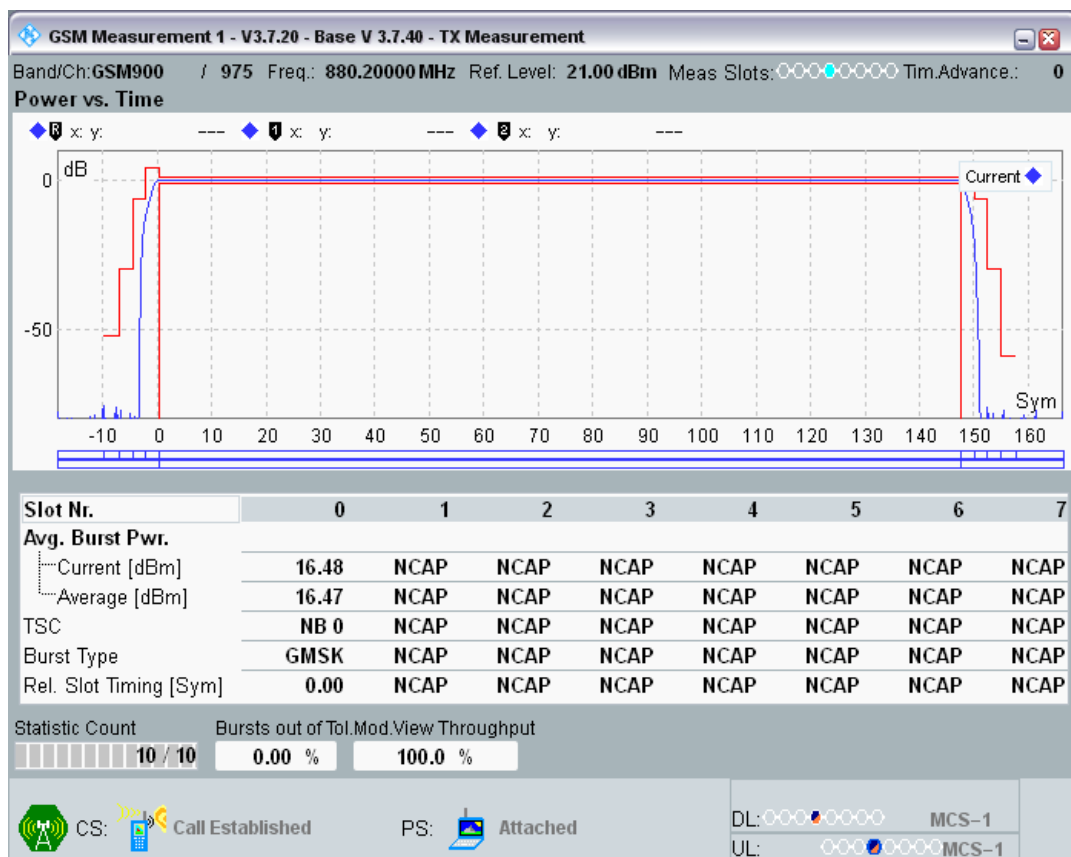 GSM Measurement 1 - V3.7.20 - Base V 3.7.40 - TX Measurement
Band/Ch:GSM900 / 975 Freq.: 880.20000 MHz Ref. Level: 21.00 dBm Meas Slots: Tim.Advance.: 0
Power vs. Time
R x: y: --- 1 x: y: --- 2 x: y: ---
dB
Current
0
-50
Sym
-10 0 10 20 30 40 50 60 70 80 90 100 110 120 130 140 150 160
Slot Nr. 0 1 2 3 4 5 6 7
Avg. Burst Pwr.
Current [dBm] 16.48 NCAP NCAP NCAP NCAP NCAP NCAP NCAP
Average [dBm] 16.47 NCAP NCAP NCAP NCAP NCAP NCAP NCAP
TSC NB 0 NCAP NCAP NCAP NCAP NCAP NCAP NCAP
Burst Type GMSK NCAP NCAP NCAP NCAP NCAP NCAP NCAP
Rel. Slot Timing [Sym] 0.00 NCAP NCAP NCAP NCAP NCAP NCAP NCAP
Statistic Count Bursts out of Tol.Mod.View Throughput
10 / 10 0.00 % 100.0 %
CS: Call Established PS: Attached DL: MCS-1
UL: MCS-1